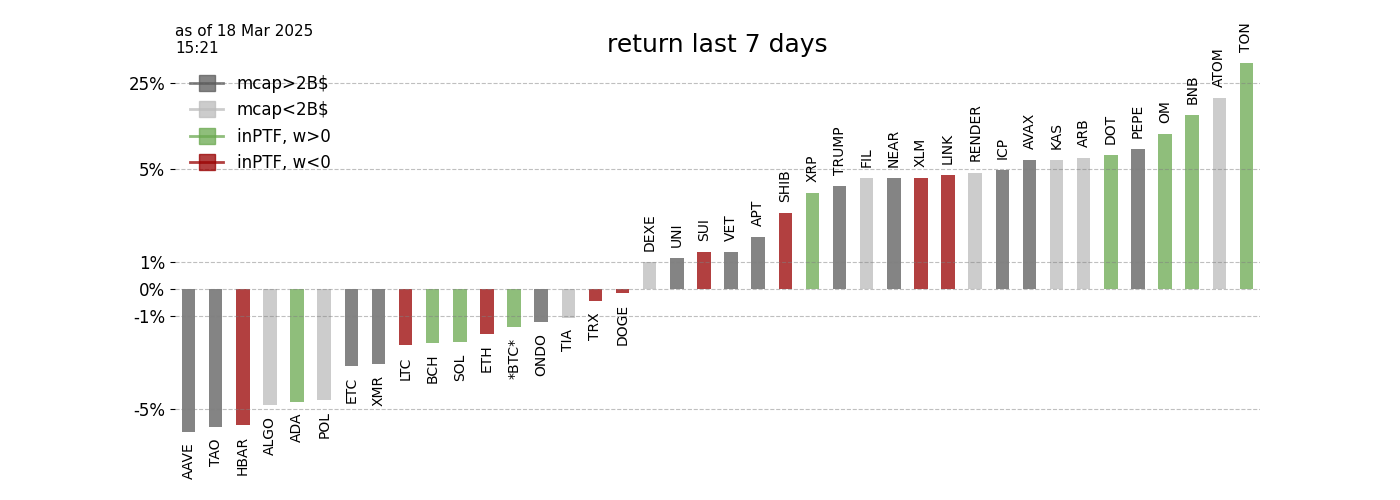 as of 18 Mar 2025
15:21
return last 7 days
mcap>2B$
mcap<2B$
inPTF, w>0
inPTF, w<0
25%
5%
1%
0%
-1%
-5%
AAVE
TAO
HBAR
ALGO
ADA
POL
ETC
XMR
LTC
BCH
SOL
ETH
*BTC*
ONDO
TIA
TRX
DOGE
DEXE
UNI
SUI
VET
APT
SHIB
XRP
TRUMP
FIL
NEAR
XLM
LINK
RENDER
ICP
AVAX
KAS
ARB
DOT
PEPE
OM
BNB
ATOM
TON